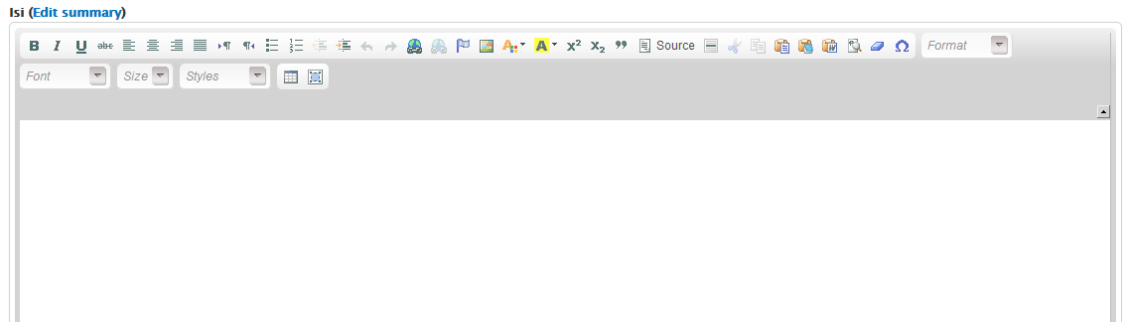 Isi (Edit summary)
B I U abc A A x² x₂ Source Ω Format
Font Size Styles